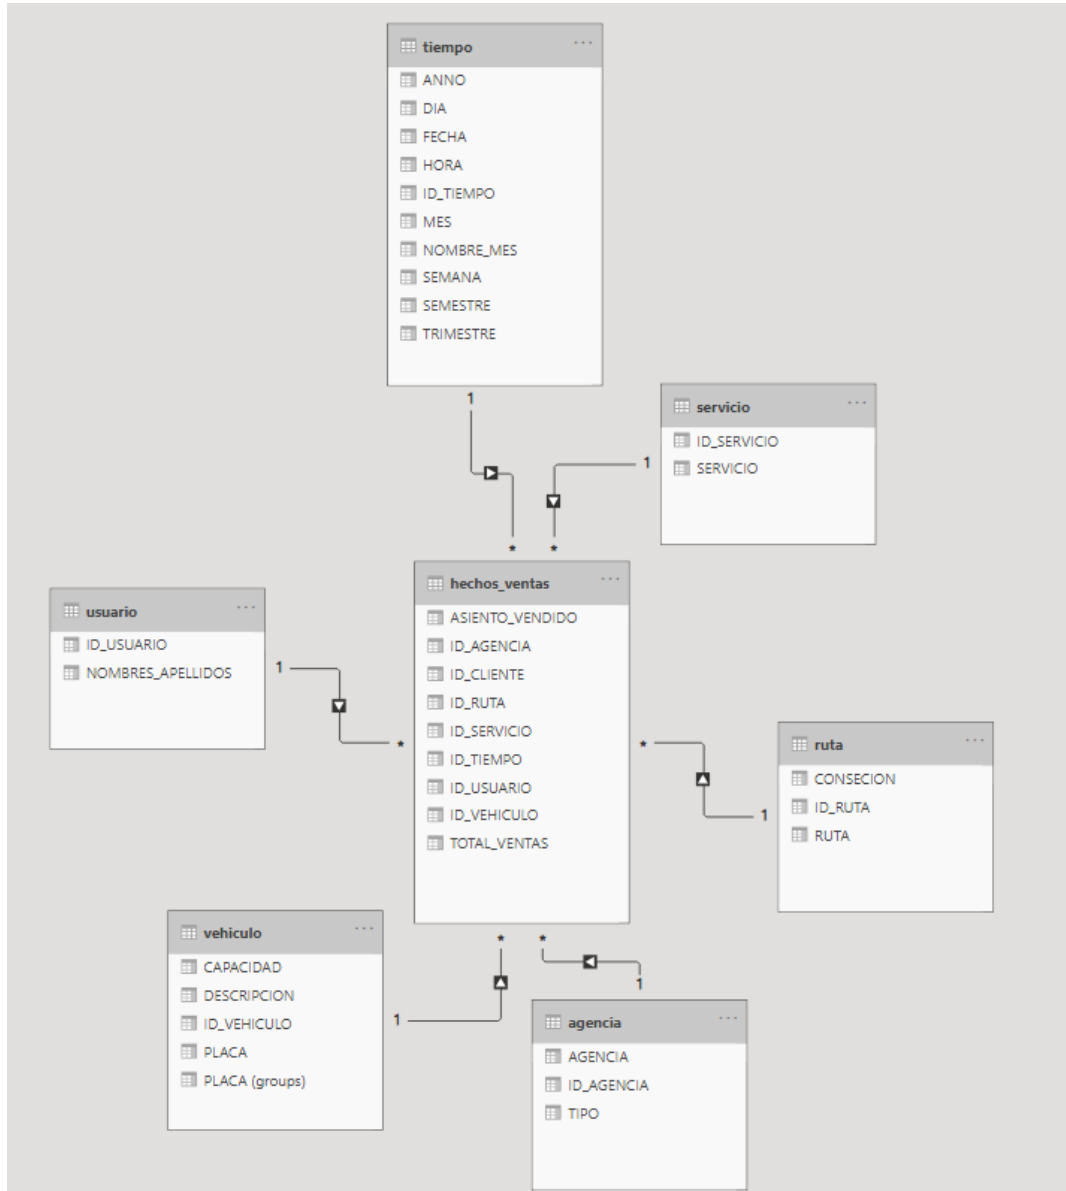 tiempo ...
ANNO
DIA
FECHA
HORA
ID_TIEMPO
MES
NOMBRE_MES
SEMANA
SEMESTRE
TRIMESTRE
1
servicio ...
ID_SERVICIO
SERVICIO
1
* *
hechos_ventas ...
ASIENTO_VENDIDO
ID_AGENCIA
ID_CLIENTE
ID_RUTA
ID_SERVICIO
ID_TIEMPO
ID_USUARIO
ID_VEHICULO
TOTAL_VENTAS
usuario ...
ID_USUARIO
NOMBRES_APELLIDOS
1
*
*
ruta ...
CONSECION
ID_RUTA
RUTA
1
* *
vehiculo ...
CAPACIDAD
DESCRIPCION
ID_VEHICULO
PLACA
PLACA (groups)
1
1
agencia ...
AGENCIA
ID_AGENCIA
TIPO